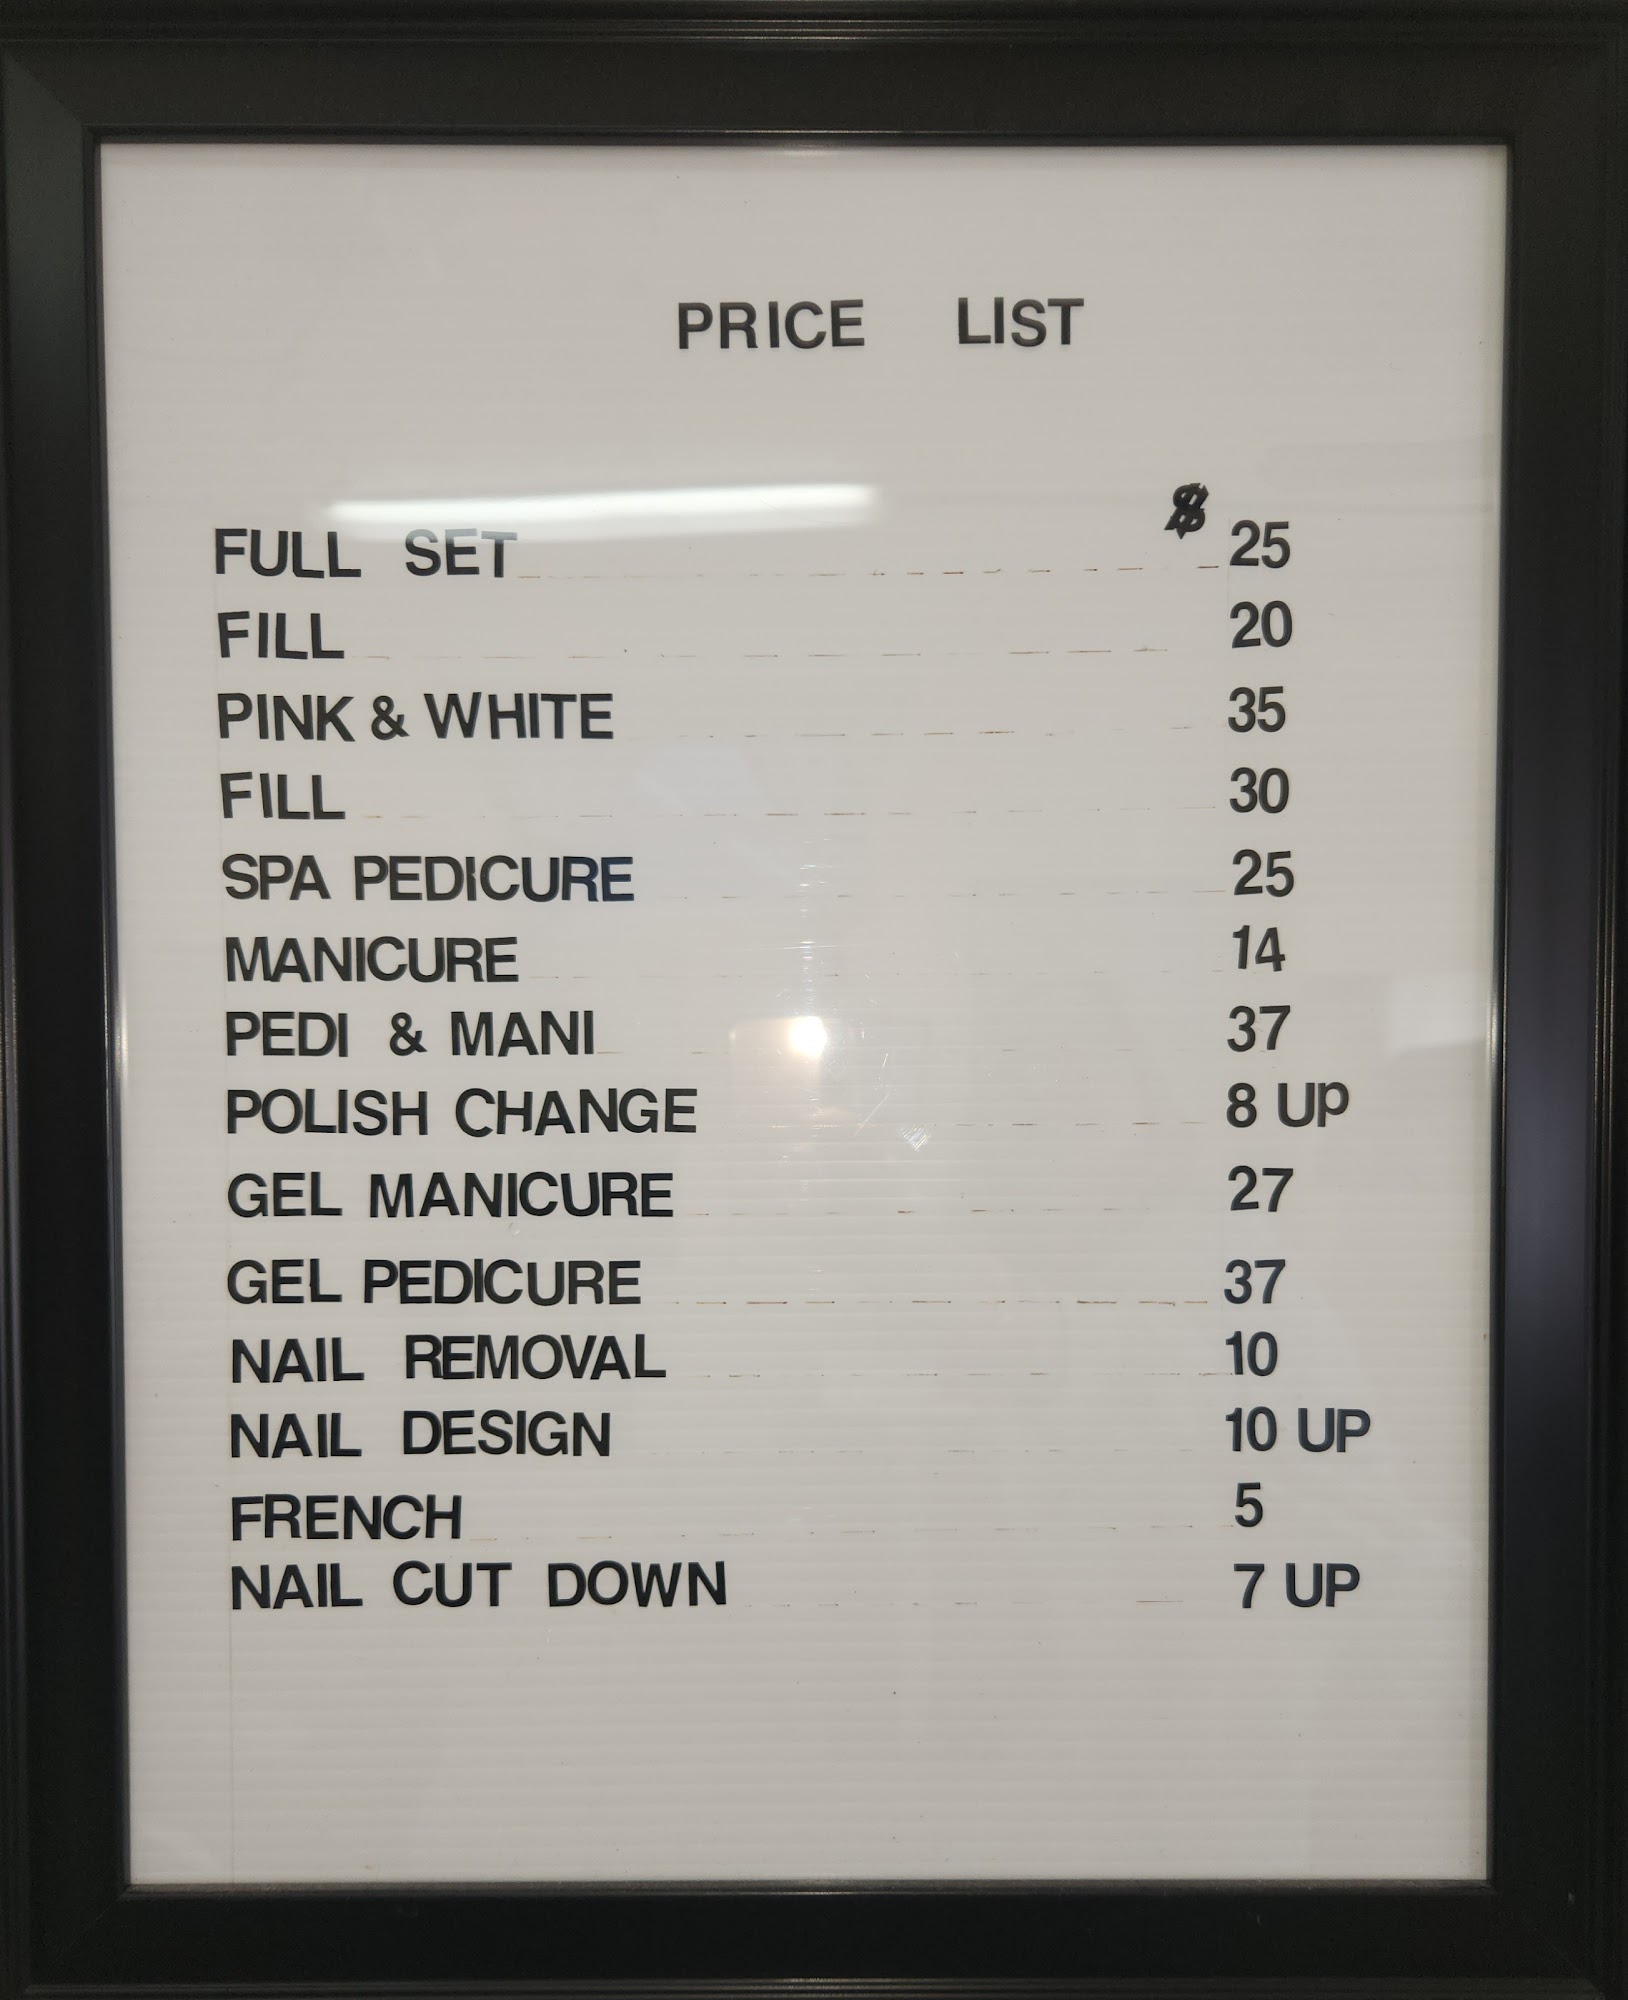 PRICE LIST
FULL SET $ 25
FILL 20
PINK & WHITE 35
FILL 30
SPA PEDICURE 25
MANICURE 14
PEDI & MANI 37
POLISH CHANGE 8 UP
GEL MANICURE 27
GEL PEDICURE 37
NAIL REMOVAL 10
NAIL DESIGN 10 UP
FRENCH 5
NAIL CUT DOWN 7 UP